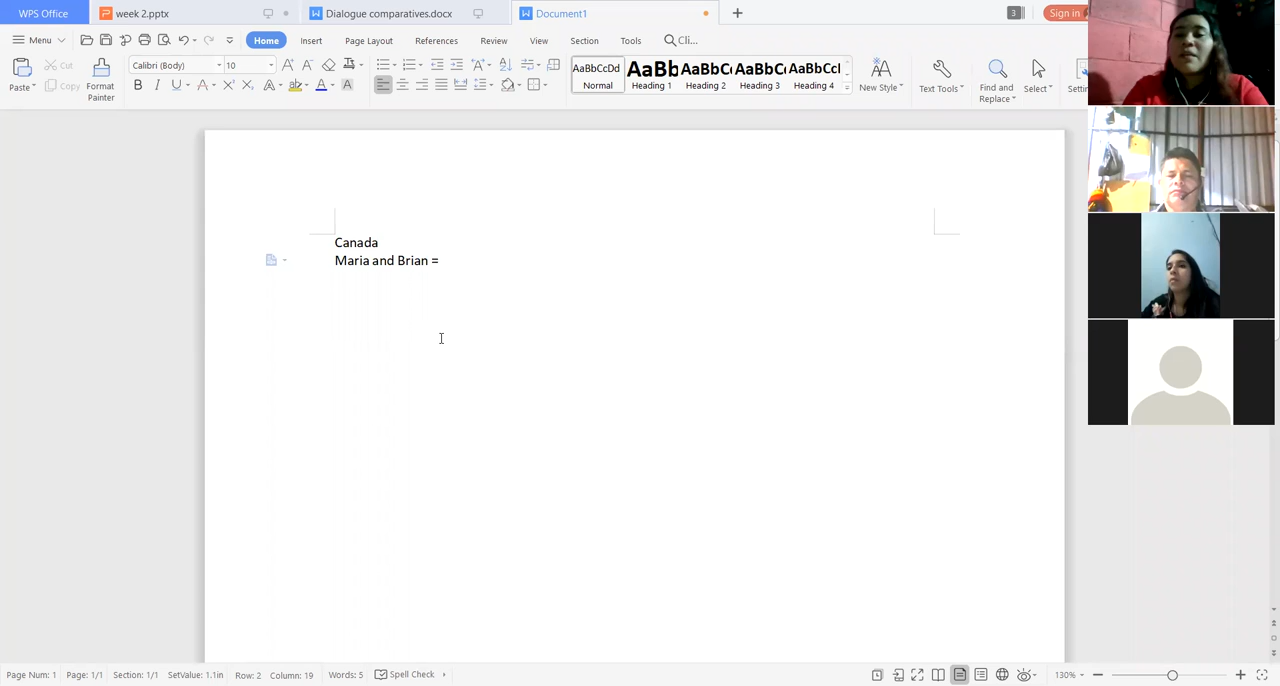 WPS Office week 2.pptx Dialogue comparatives.docx Document1 3 Sign in
Menu Home Insert Page Layout References Review View Section Tools Cli...
Paste Cut Copy Format Painter Calibri (Body) 10 AaBbCcDd Normal AaBb Heading 1 AaBbC Heading 2 AaBbC Heading 3 AaBbCcI Heading 4 New Style Text Tools Find and Replace Select
Canada
Maria and Brian =
Page Num: 1 Page: 1/1 Section: 1/1 SetValue: 1.1in Row: 2 Column: 19 Words: 5 Spell Check 130%